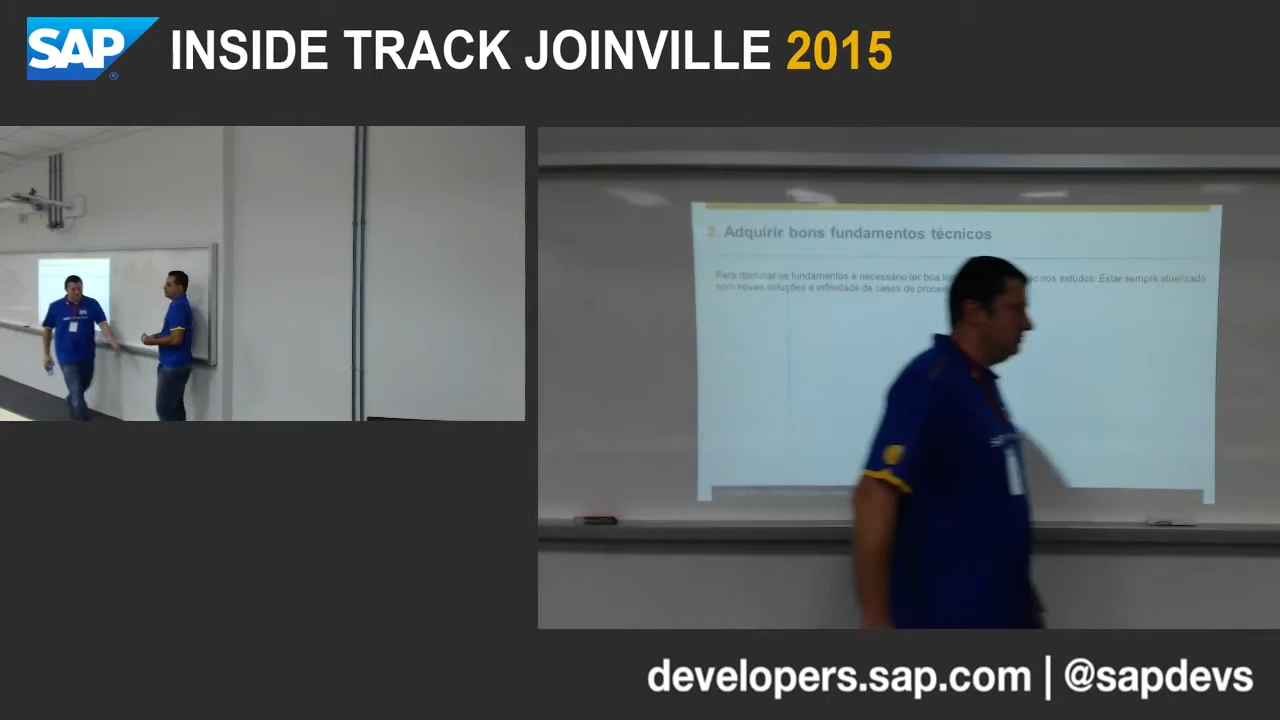 SAP
INSIDE TRACK JOINVILLE 2015
2. Adquirir bons fundamentos técnicos
Para dominar os fundamentos é necessário ter boa nos estudos. Estar sempre atualizado
com novas soluções e infinidade de casos de
developers.sap.com | @sapdevs